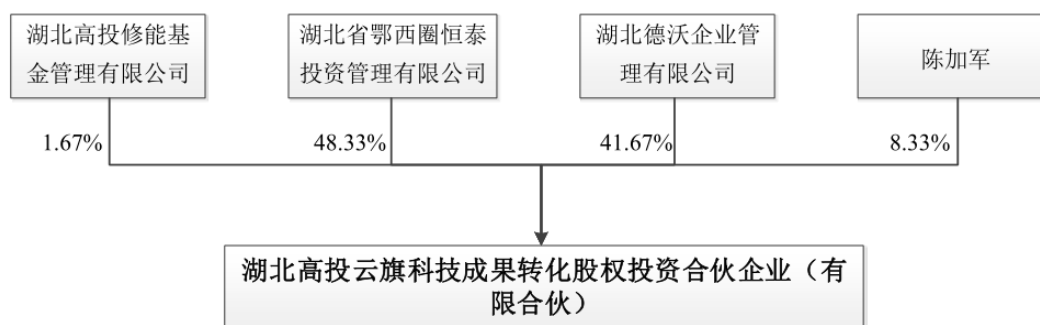 湖北高投修能基
金管理有限公司
湖北省鄂西圈恒泰
投资管理有限公司
湖北德沃企业管
理有限公司
陈加军
1.67%
48.33%
41.67%
8.33%
湖北高投云旗科技成果转化股权投资合伙企业（有
限合伙）